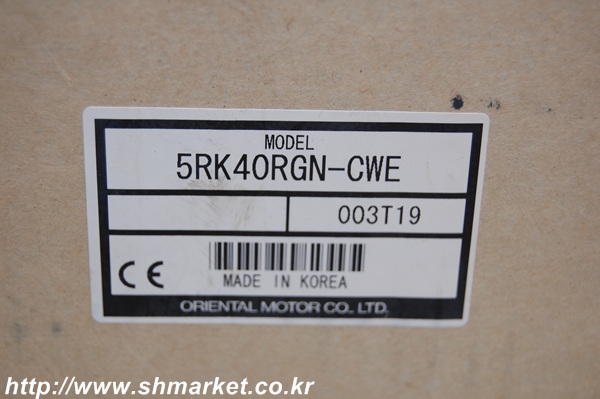 MODEL
5RK40RGN-CWE
003T19
CE
MADE IN KOREA
ORIENTAL MOTOR CO., LTD.
http://www.shmarket.co.kr